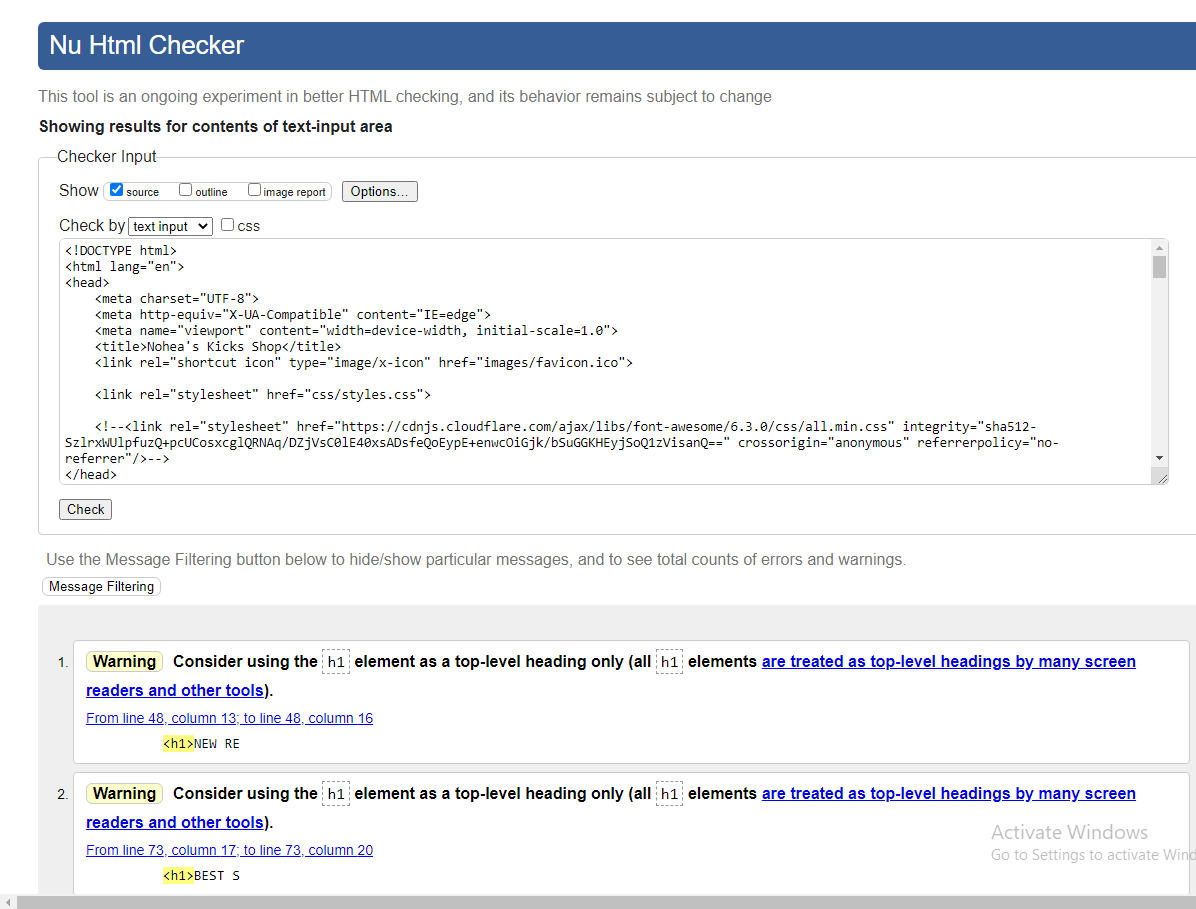 Nu Html Checker
This tool is an ongoing experiment in better HTML checking, and its behavior remains subject to change
Showing results for contents of text-input area
Checker Input
Show source outline image report Options...
Check by text input css
<!DOCTYPE html>
<html lang="en">
<head>
    <meta charset="UTF-8">
    <meta http-equiv="X-UA-Compatible" content="IE=edge">
    <meta name="viewport" content="width=device-width, initial-scale=1.0">
    <title>Nohea's Kicks Shop</title>
    <link rel="shortcut icon" type="image/x-icon" href="images/favicon.ico">
    <link rel="stylesheet" href="css/styles.css">
    <!--<link rel="stylesheet" href="https://cdnjs.cloudflare.com/ajax/libs/font-awesome/6.3.0/css/all.min.css" integrity="sha512-
SzlrxWUlpfuzQ+pcUCosxcglQRNAq/DZjVsC0lE40xsADsfeQoEypE+enwcOiGjk/bSuGGKHEyjSoQ1zVisanQ==" crossorigin="anonymous" referrerpolicy="no-
referrer"/>-->
</head>
Check
Use the Message Filtering button below to hide/show particular messages, and to see total counts of errors and warnings.
Message Filtering
1. Warning Consider using the h1 element as a top-level heading only (all h1 elements are treated as top-level headings by many screen
readers and other tools).
From line 48, column 13; to line 48, column 16
<h1>NEW RE
2. Warning Consider using the h1 element as a top-level heading only (all h1 elements are treated as top-level headings by many screen
readers and other tools).
From line 73, column 17; to line 73, column 20
<h1>BEST S
Activate Windows
Go to Settings to activate Wind